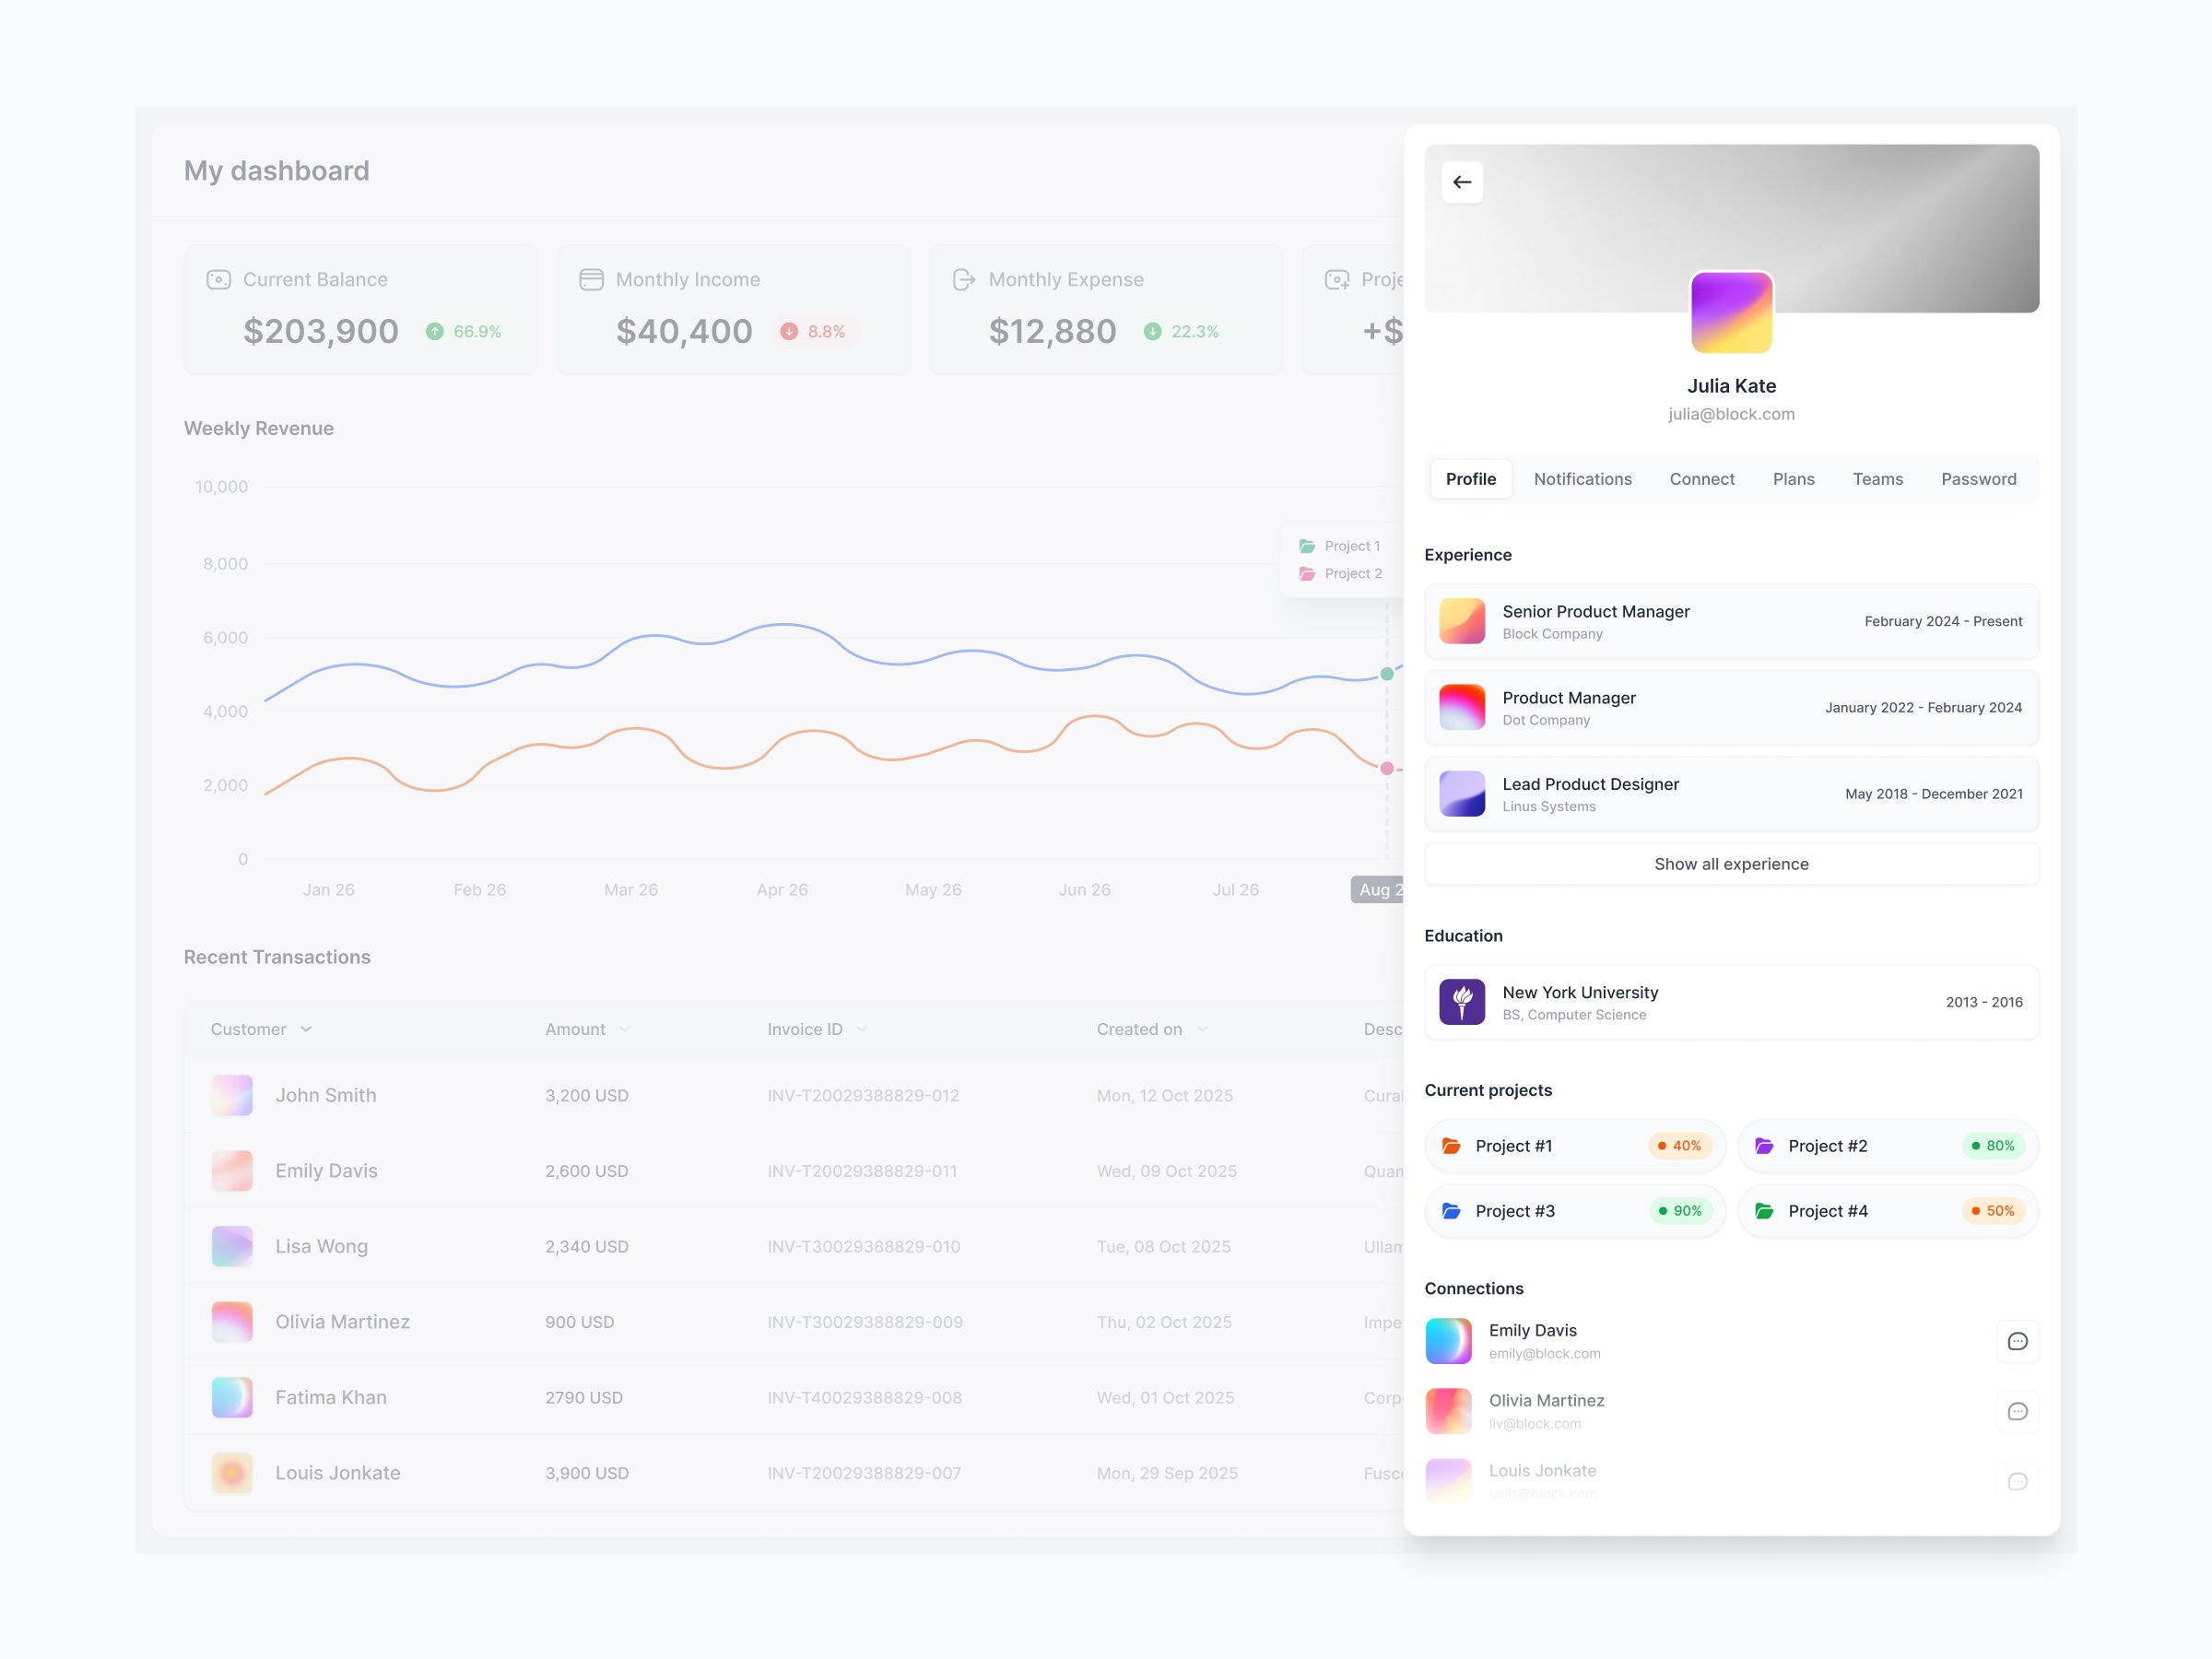 My dashboard
Current Balance
$203,900 66.9%
Monthly Income
$40,400 8.8%
Monthly Expense
$12,880 22.3%
Proje
+$
Weekly Revenue
10,000
8,000
6,000
4,000
2,000
0
Project 1
Project 2
Jan 26 Feb 26 Mar 26 Apr 26 May 26 Jun 26 Jul 26 Aug 2
Recent Transactions
Customer Amount Invoice ID Created on Desc
John Smith 3,200 USD INV-T20029388829-012 Mon, 12 Oct 2025 Cura
Emily Davis 2,600 USD INV-T20029388829-011 Wed, 09 Oct 2025 Quan
Lisa Wong 2,340 USD INV-T30029388829-010 Tue, 08 Oct 2025 Ullam
Olivia Martinez 900 USD INV-T30029388829-009 Thu, 02 Oct 2025 Impe
Fatima Khan 2790 USD INV-T40029388829-008 Wed, 01 Oct 2025 Corp
Louis Jonkate 3,900 USD INV-T20029388829-007 Mon, 29 Sep 2025 Fusc
Julia Kate
julia@block.com
Profile Notifications Connect Plans Teams Password
Experience
Senior Product Manager
Block Company
February 2024 - Present
Product Manager
Dot Company
January 2022 - February 2024
Lead Product Designer
Linus Systems
May 2018 - December 2021
Show all experience
Education
New York University
BS, Computer Science
2013 - 2016
Current projects
Project #1 40%
Project #2 80%
Project #3 90%
Project #4 50%
Connections
Emily Davis
emily@block.com
Olivia Martinez
liv@block.com
Louis Jonkate
louis@block.com